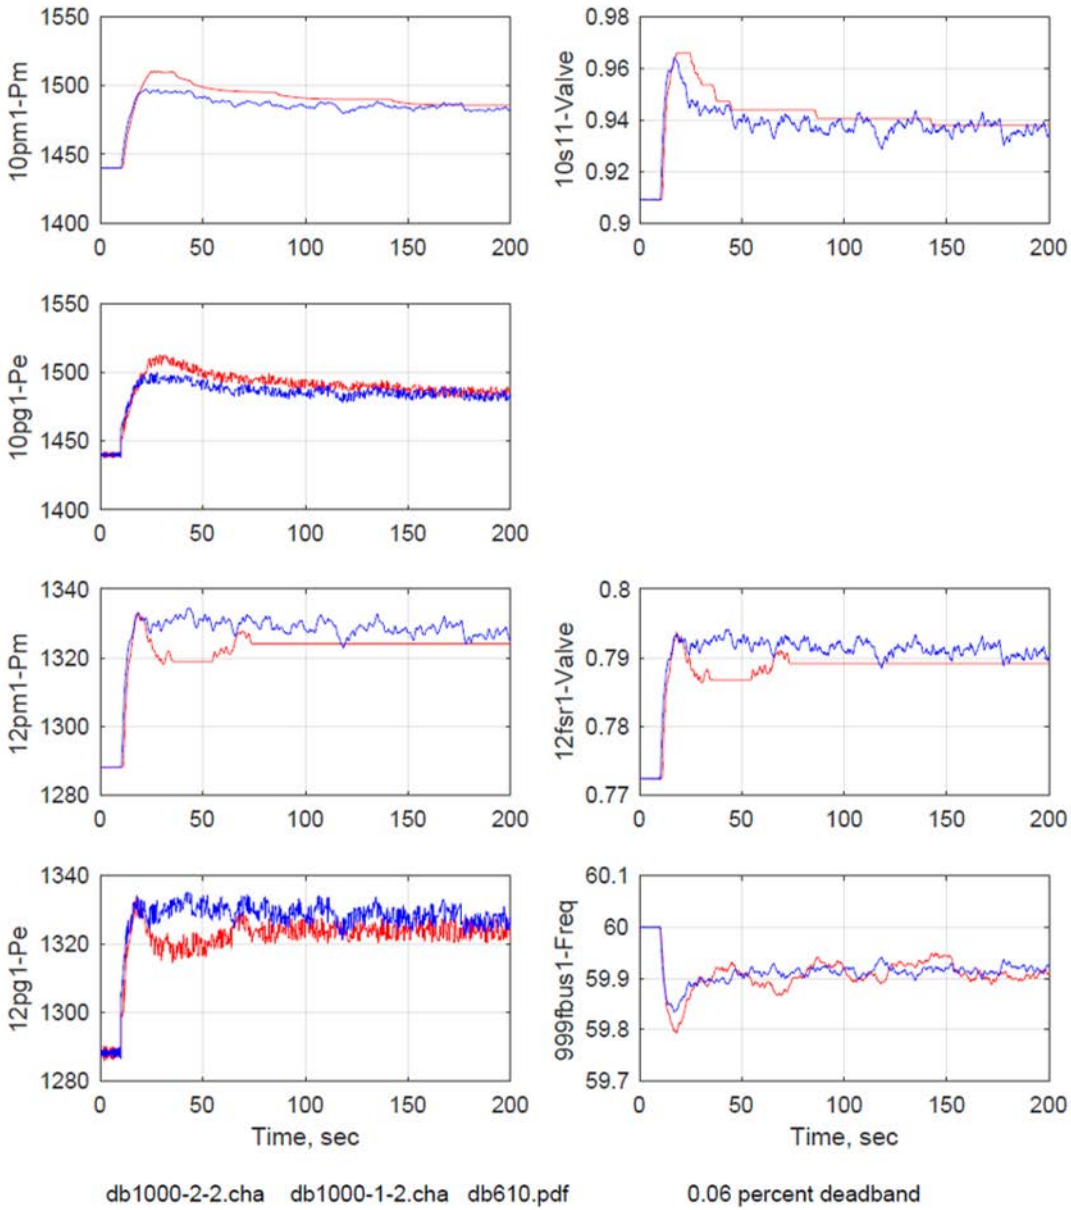 1550
1500
1450
1400
10pm1-Pm
0 50 100 150 200
0.98
0.96
0.94
0.92
0.9
10s11-Valve
0 50 100 150 200
1550
1500
1450
1400
10pg1-Pe
0 50 100 150 200
1340
1320
1300
1280
12pm1-Pm
0 50 100 150 200
0.8
0.79
0.78
0.77
12fsr1-Valve
0 50 100 150 200
1340
1320
1300
1280
12pg1-Pe
0 50 100 150 200
Time, sec
60.1
60
59.9
59.8
59.7
999fbus1-Freq
0 50 100 150 200
Time, sec
db1000-2-2.cha db1000-1-2.cha db610.pdf 0.06 percent deadband